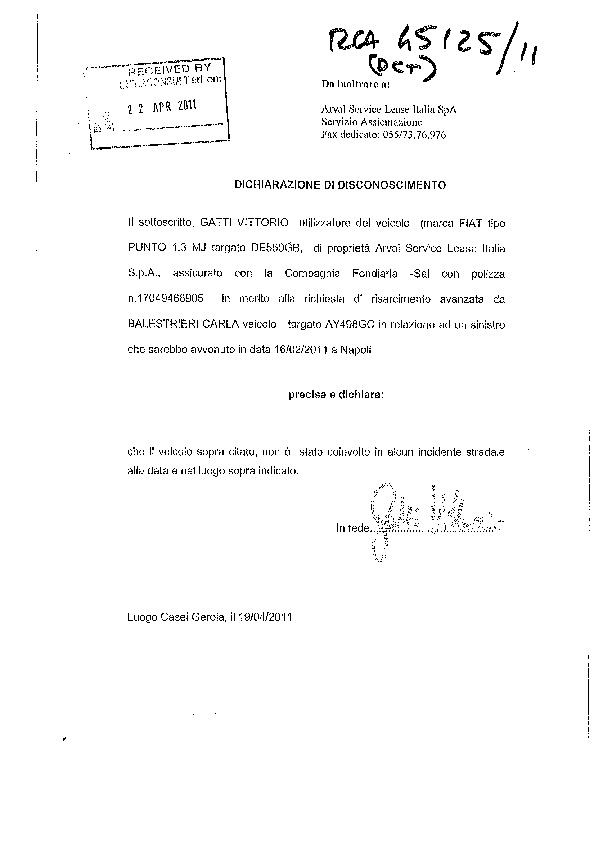 RCA 45125/11
(DCT)
RECEIVED BY
22 APR 2011
Da inoltrare a:
Arval Service Lease Italia SpA
Servizio Assicurazione
Fax dedicato: 055/73.76.976
DICHIARAZIONE DI DISCONOSCIMENTO
Il sottoscritto, GATTI VITTORIO utilizzatore del veicolo (marca FIAT tipo
PUNTO 1.3 MJ targato DE560GB, di proprietà Arval Service Lease Italia
S.p.A., assicurato con la Compagnia Fondiaria -Sai con polizza
n.17049468905 in merito alla richiesta d' risarcimento avanzata da
BALESTRIERI CARLA veicolo targato AY498GC in relazione ad un sinistro
che sarebbe avvenuto in data 16/02/2011 a Napoli
precisa e dichiara:
che il veicolo sopra citato, non è stato coinvolto in alcun incidente stradale
alla data e nel luogo sopra indicato.
In fede
Luogo Casei Gerola, il 19/04/2011